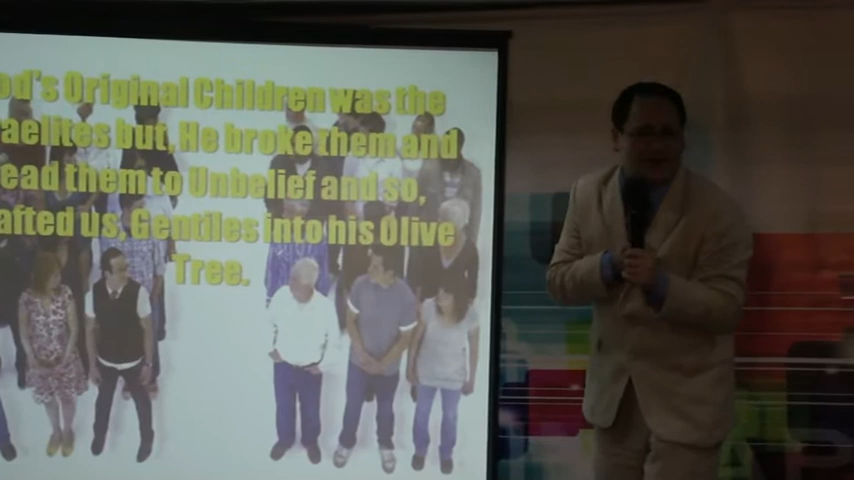 od's Original Children was the
raelites but, He broke them and
ead them to Unbelief and so,
afted us, Gentiles into his Olive
Tree.